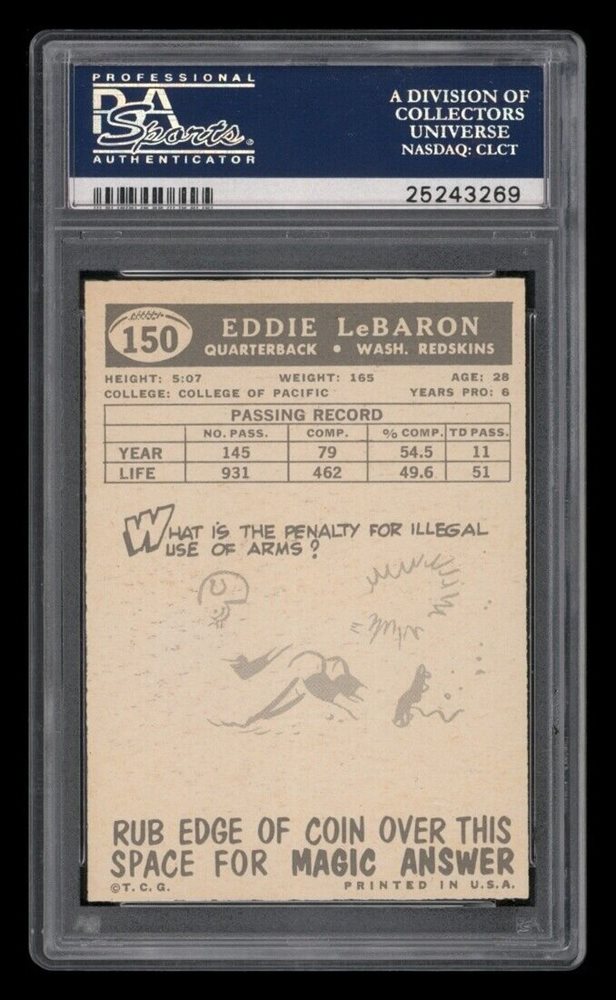 PROFESSIONAL
PSA
Sports
AUTHENTICATOR
A DIVISION OF
COLLECTORS
UNIVERSE
NASDAQ: CLCT
25243269
150
EDDIE LeBARON
QUARTERBACK • WASH. REDSKINS
HEIGHT: 5:07 WEIGHT: 165 AGE: 28
COLLEGE: COLLEGE OF PACIFIC YEARS PRO: 6
PASSING RECORD
NO. PASS. COMP. % COMP. TD PASS.
YEAR 145 79 54.5 11
LIFE 931 462 49.6 51
WHAT IS THE PENALTY FOR ILLEGAL
USE OF ARMS?
RUB EDGE OF COIN OVER THIS
SPACE FOR MAGIC ANSWER
©T.C.G. PRINTED IN U.S.A.